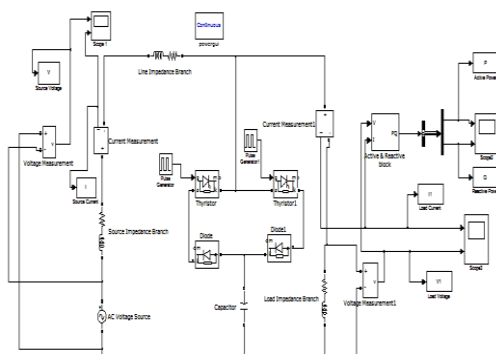 Continuous
powergui
Scope 1
V
Source Voltage
Line Impedance Branch
Voltage Measurement
Current Measurement
I
Source Current
Source Impedance Branch
AC Voltage Source
Pulse
Generator
Pulse
Generator1
Thyristor
Thyristor1
Diode
Diode1
Capacitor
Current Measurement1
Load Impedance Branch
V
I
PQ
Active & Reactive
block
P
Active Power
Scope3
Q
Reactive Power
Load Current
Scope2
Voltage Measurement1
Load Voltage